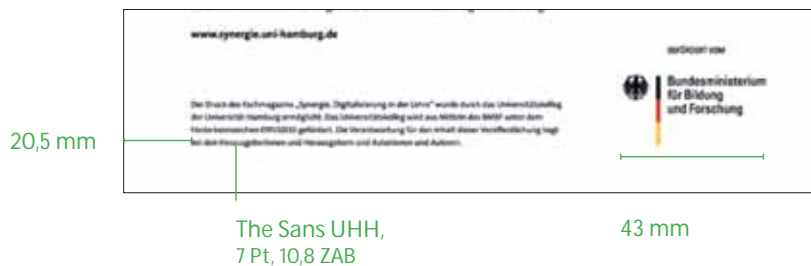 www.synergie.uni-hamburg.de
GEFÖRDERT VOM
Bundesministerium
für Bildung
und Forschung
Der Druck des Fachmagazins „Synergie. Digitalisierung in der Lehre“ wurde durch das Universitätskolleg
der Universität Hamburg ermöglicht. Das Universitätskolleg wird aus Mitteln des BMBF unter dem
Förderkennzeichen gefördert. Die Verantwortung für den Inhalt dieser Veröffentlichung liegt
bei den Herausgeberinnen und Herausgebern und Autorinnen und Autoren.
20,5 mm
The Sans UHH,
7 Pt, 10,8 ZAB
43 mm